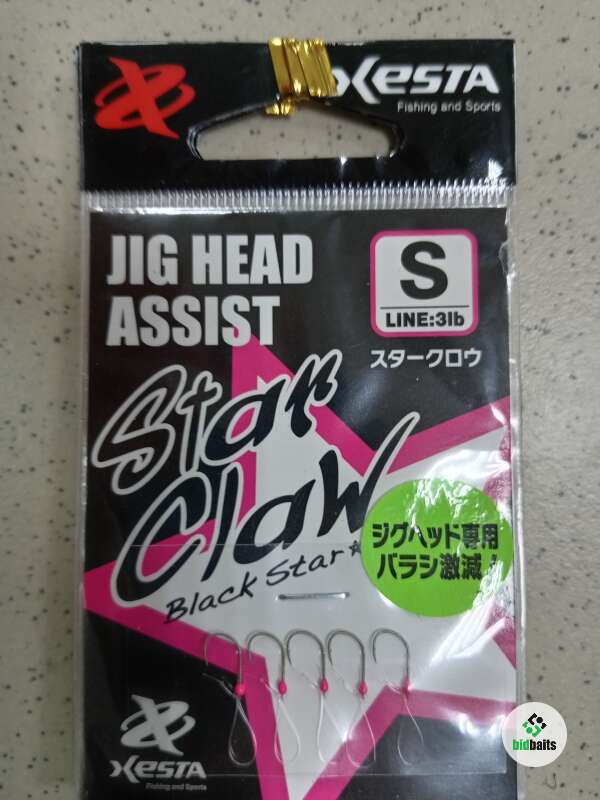 XESTA
Fishing and Sports
JIG HEAD
ASSIST
S
LINE:3lb
スタークロウ
Star
Claw
Black Star
ジグヘッド専用
バラシ激減!
XESTA
Fishing and Sports
bidbaits